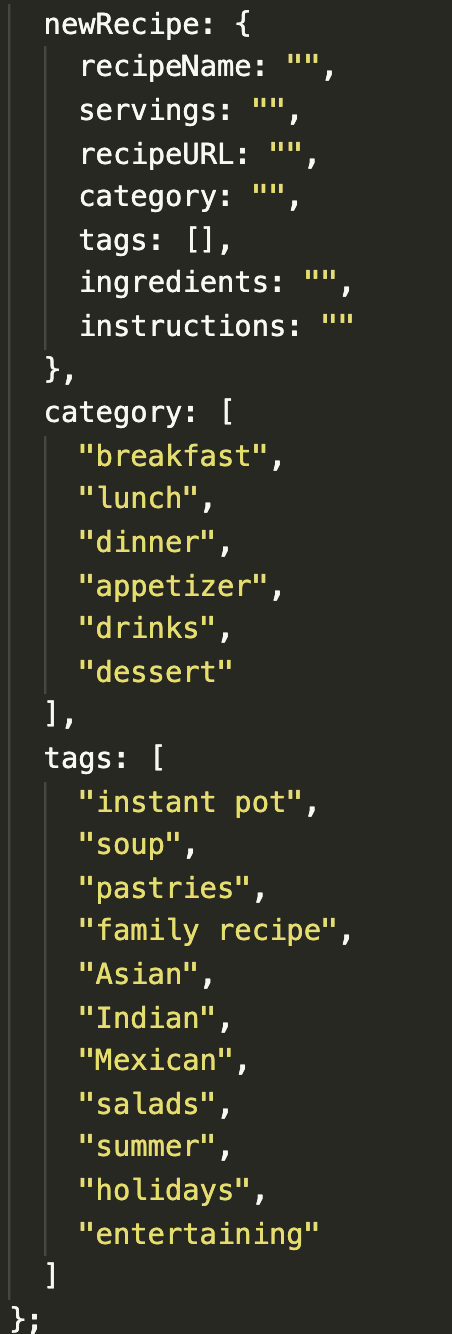 newRecipe: {
recipeName: "",
servings: "",
recipeURL: "",
category: "",
tags: [],
ingredients: "",
instructions: ""
},
category: [
"breakfast",
"lunch",
"dinner",
"appetizer",
"drinks",
"dessert"
],
tags: [
"instant pot",
"soup",
"pastries",
"family recipe",
"Asian",
"Indian",
"Mexican",
"salads",
"summer",
"holidays",
"entertaining"
]
};